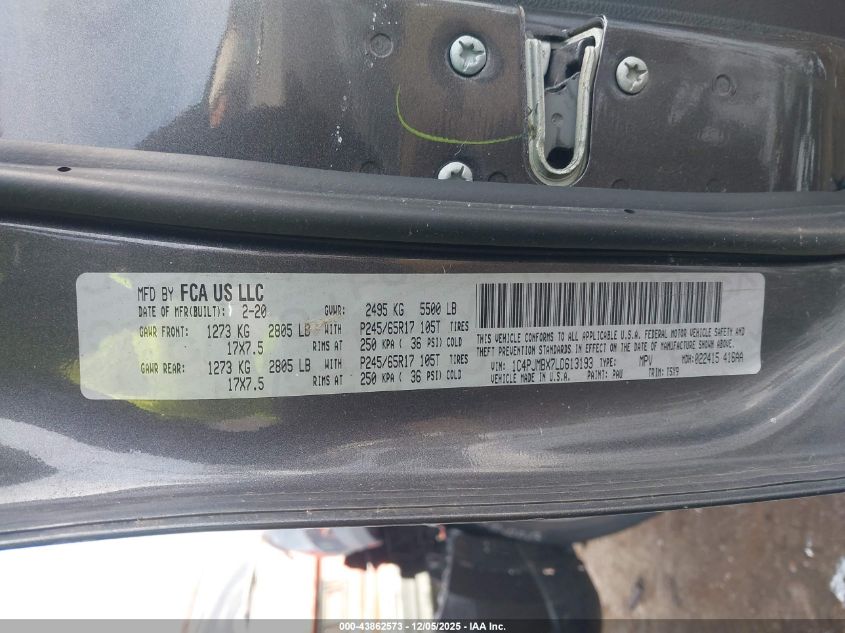 MFD BY FCA US LLC
DATE OF MFR(BUILT): 2-20 GVWR: 2495 KG 5500 LB
GAWR FRONT: 1273 KG 2805 LB WITH P245/65R17 105T TIRES
17X7.5 RIMS AT 250 KPA ( 36 PSI) COLD
GAWR REAR: 1273 KG 2805 LB WITH P245/65R17 105T TIRES
17X7.5 RIMS AT 250 KPA ( 36 PSI) COLD
THIS VEHICLE CONFORMS TO ALL APPLICABLE U.S.A. FEDERAL MOTOR VEHICLE SAFETY AND
THEFT PREVENTION STANDARDS IN EFFECT ON THE DATE OF MANUFACTURE SHOWN ABOVE.
VIN: 1C4PJMBX7LD613193 TYPE: MPV MDH: 022415 416AA
VEHICLE MADE IN U.S.A. PAINT: PAU TRIM: TSX9
000-43862573 - 12/05/2025 - IAA Inc.